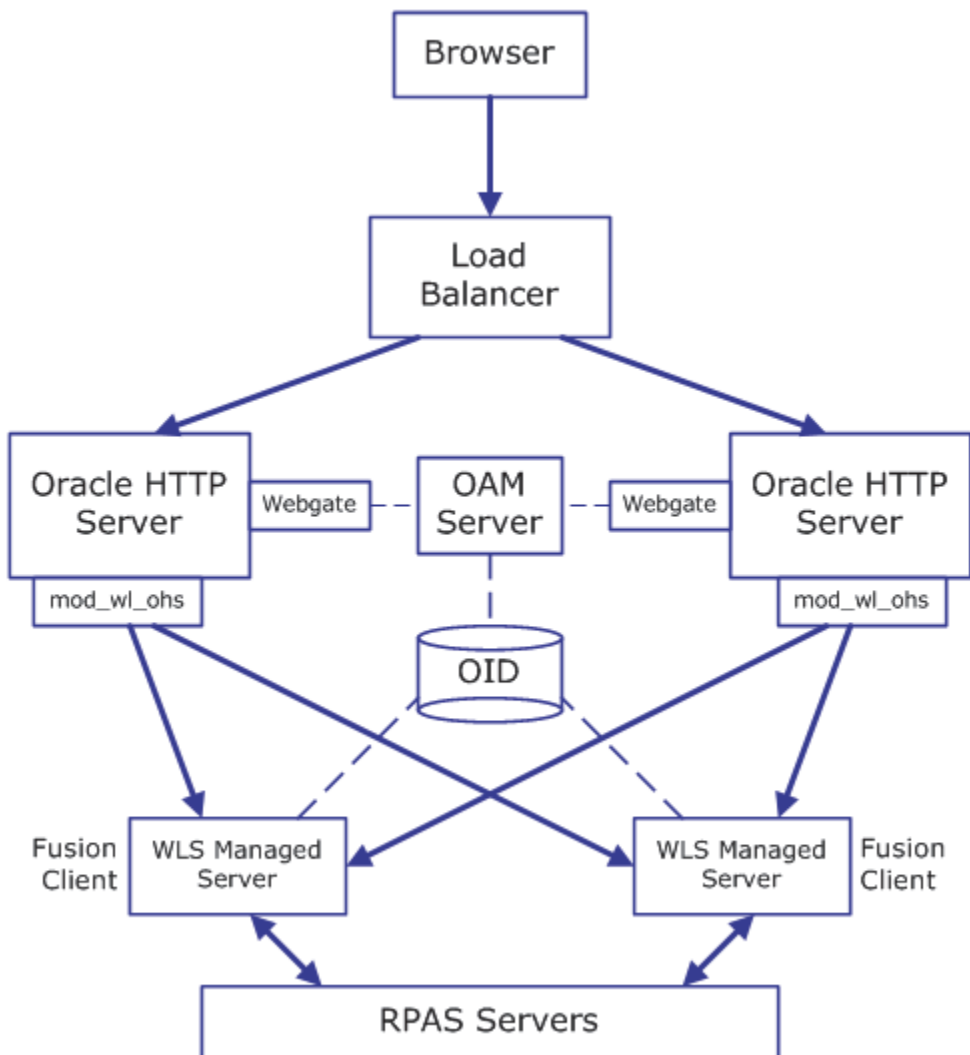 Browser
Load
Balancer
Oracle HTTP
Server
Webgate
OAM
Server
Webgate
Oracle HTTP
Server
mod_wl_ohs
mod_wl_ohs
OID
Fusion
Client
WLS Managed
Server
WLS Managed
Server
Fusion
Client
RPAS Servers